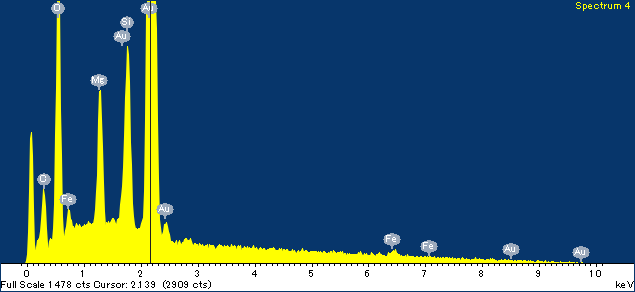 Spectrum 4
O Si Au
Au
Mg
C
Fe
Au
Fe Fe Au Au
0 1 2 3 4 5 6 7 8 9 10
Full Scale 1478 cts Cursor: 2.139 (2909 cts) keV